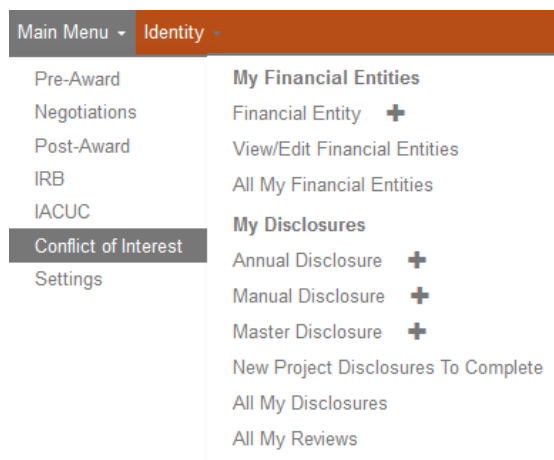 Main Menu Identity
Pre-Award
Negotiations
Post-Award
IRB
IACUC
Conflict of Interest
Settings
My Financial Entities
Financial Entity
View/Edit Financial Entities
All My Financial Entities
My Disclosures
Annual Disclosure
Manual Disclosure
Master Disclosure
New Project Disclosures To Complete
All My Disclosures
All My Reviews